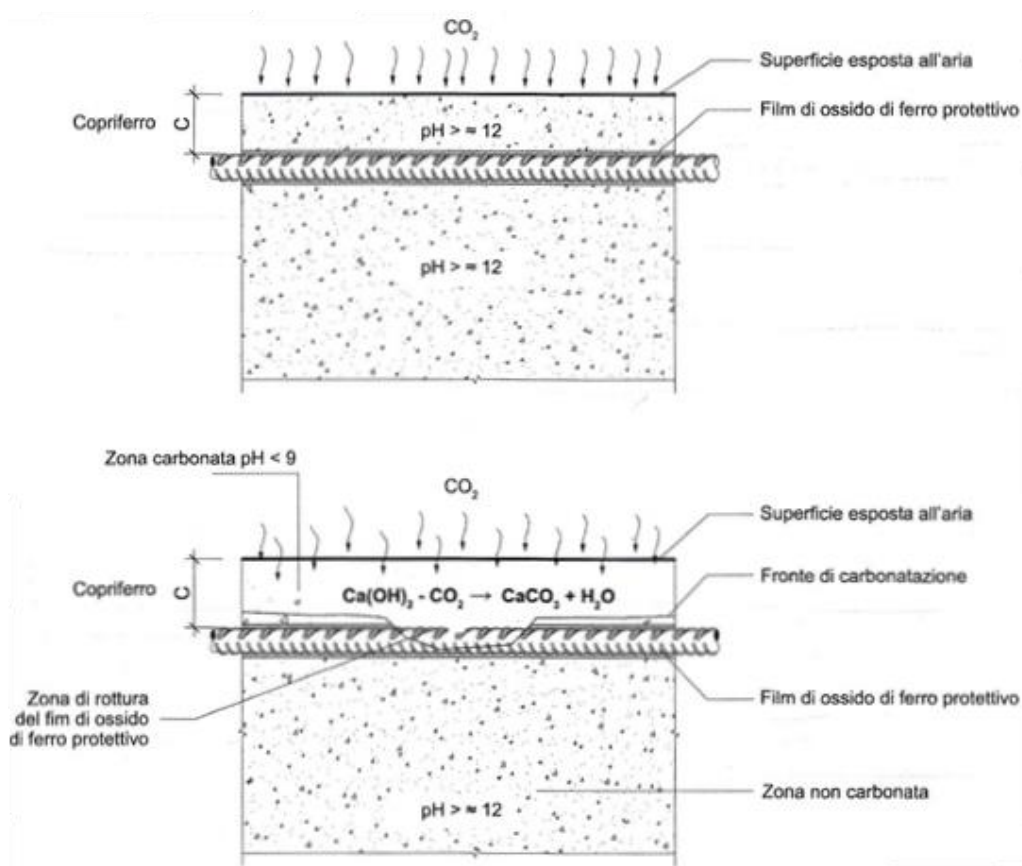 CO2
Superficie esposta all'aria
Film di ossido di ferro protettivo
Copriferro
C
pH > ≈ 12
pH > ≈ 12
Zona carbonata pH < 9
CO2
Superficie esposta all'aria
Fronte di carbonatazione
Copriferro
C
Ca(OH)2 - CO2 → CaCO3 + H2O
Zona di rottura
del fim di ossido
di ferro protettivo
Film di ossido di ferro protettivo
Zona non carbonata
pH > ≈ 12